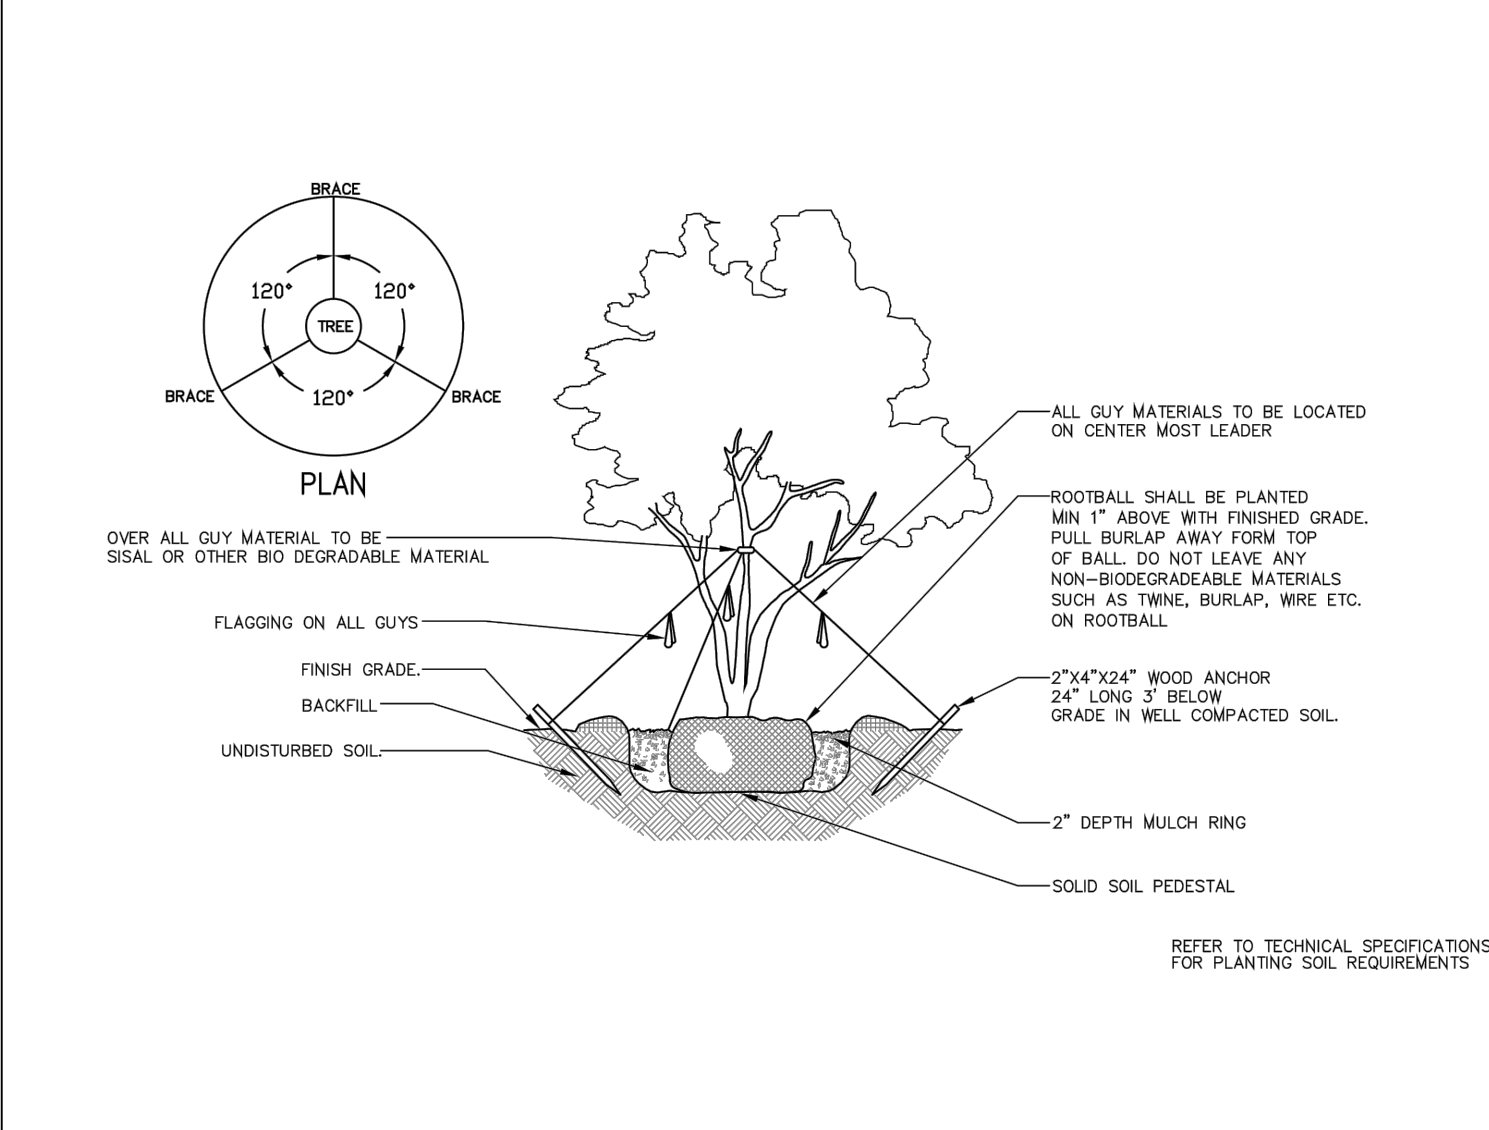 BRACE
120°
120°
TREE
BRACE
120°
BRACE
PLAN
OVER ALL GUY MATERIAL TO BE
SISAL OR OTHER BIO DEGRADABLE MATERIAL
FLAGGING ON ALL GUYS
FINISH GRADE.
BACKFILL
UNDISTURBED SOIL.
ALL GUY MATERIALS TO BE LOCATED
ON CENTER MOST LEADER
ROOTBALL SHALL BE PLANTED
MIN 1" ABOVE WITH FINISHED GRADE.
PULL BURLAP AWAY FORM TOP
OF BALL. DO NOT LEAVE ANY
NON-BIODEGRADEABLE MATERIALS
SUCH AS TWINE, BURLAP, WIRE ETC.
ON ROOTBALL
2"X4"X24" WOOD ANCHOR
24" LONG 3' BELOW
GRADE IN WELL COMPACTED SOIL.
2" DEPTH MULCH RING
SOLID SOIL PEDESTAL
REFER TO TECHNICAL SPECIFICATIONS
FOR PLANTING SOIL REQUIREMENTS